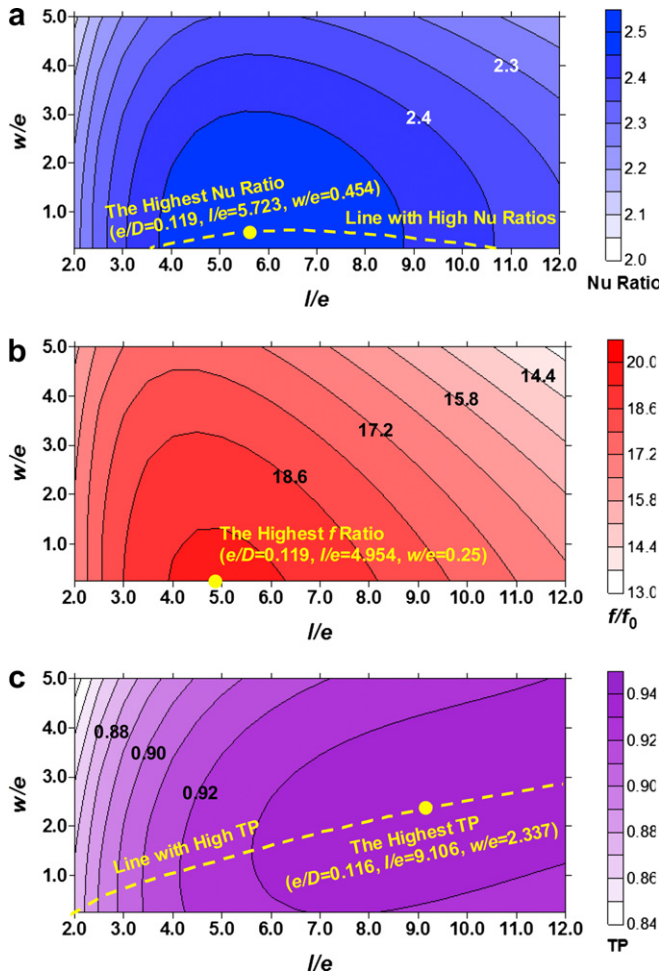 a
5.0
4.0
3.0
2.0
1.0
w/e
2.3
2.4
The Highest Nu Ratio
(e/D=0.119, l/e=5.723, w/e=0.454)
Line with High Nu Ratios
2.0 3.0 4.0 5.0 6.0 7.0 8.0 9.0 10.0 11.0 12.0
l/e
2.5
2.4
2.3
2.2
2.1
2.0
Nu Ratio
b
5.0
4.0
3.0
2.0
1.0
w/e
14.4
15.8
17.2
18.6
The Highest f Ratio
(e/D=0.119, l/e=4.954, w/e=0.25)
2.0 3.0 4.0 5.0 6.0 7.0 8.0 9.0 10.0 11.0 12.0
l/e
20.0
18.6
17.2
15.8
14.4
13.0
f/f0
c
5.0
4.0
3.0
2.0
1.0
w/e
0.88
0.90
0.92
Line with High TP
The Highest TP
(e/D=0.116, l/e=9.106, w/e=2.337)
2.0 3.0 4.0 5.0 6.0 7.0 8.0 9.0 10.0 11.0 12.0
l/e
0.94
0.92
0.90
0.88
0.86
0.84
TP